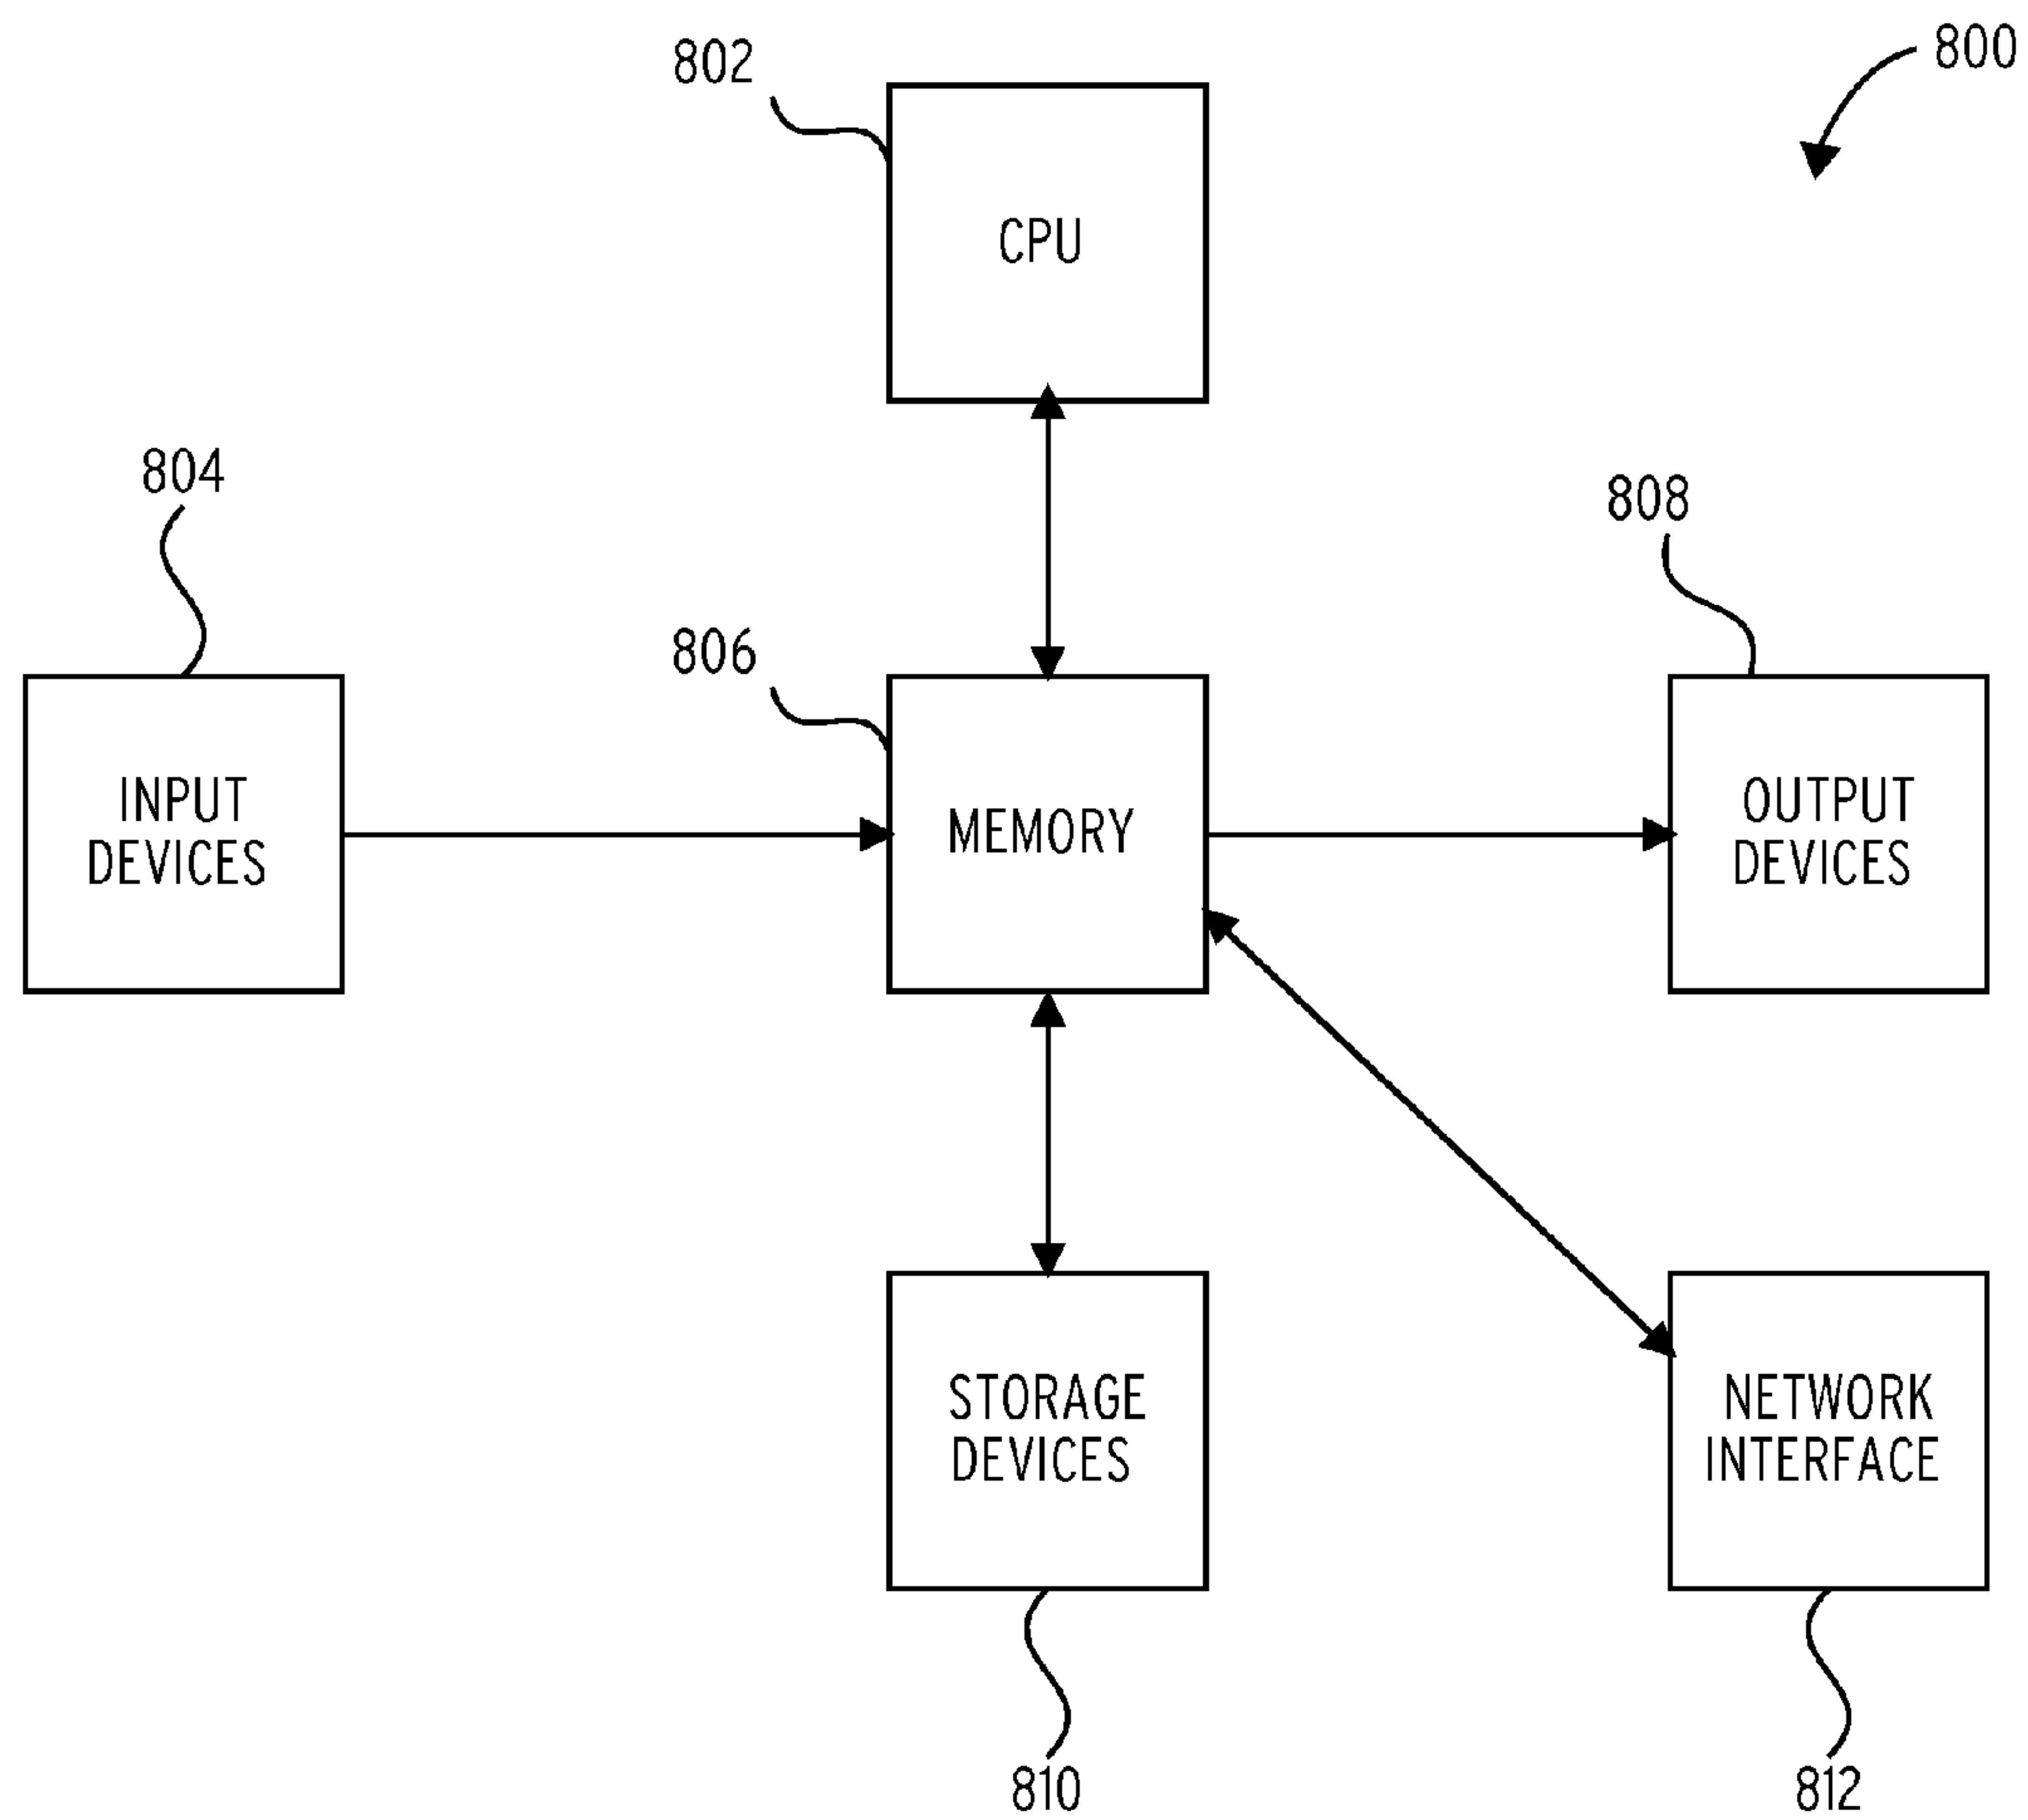 802
800
CPU
804
808
806
INPUT
DEVICES
MEMORY
OUTPUT
DEVICES
STORAGE
DEVICES
NETWORK
INTERFACE
810
812